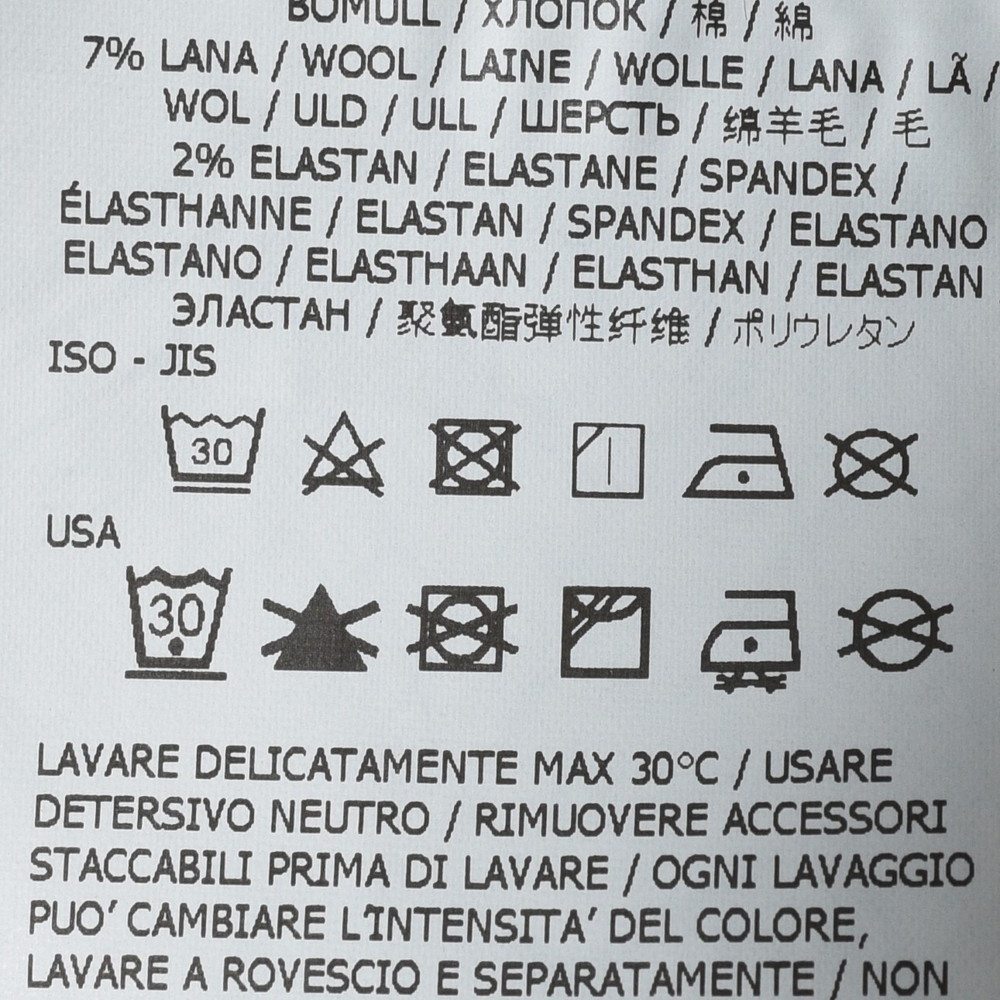 BOMULL / ХЛОПОК / 棉 / 綿
7% LANA / WOOL / LAINE / WOLLE / LANA / LÃ /
WOL / ULD / ULL / ШЕРСТЬ / 绵羊毛 / 毛
2% ELASTAN / ELASTANE / SPANDEX /
ÉLASTHANNE / ELASTAN / SPANDEX / ELASTANO
ELASTANO / ELASTHAAN / ELASTHAN / ELASTAN
ЭЛАСТАН / 聚氨酯弹性纤维 / ポリウレタン
ISO - JIS
30
USA
30
LAVARE DELICATAMENTE MAX 30°C / USARE
DETERSIVO NEUTRO / RIMUOVERE ACCESSORI
STACCABILI PRIMA DI LAVARE / OGNI LAVAGGIO
PUO' CAMBIARE L'INTENSITA' DEL COLORE,
LAVARE A ROVESCIO E SEPARATAMENTE / NON